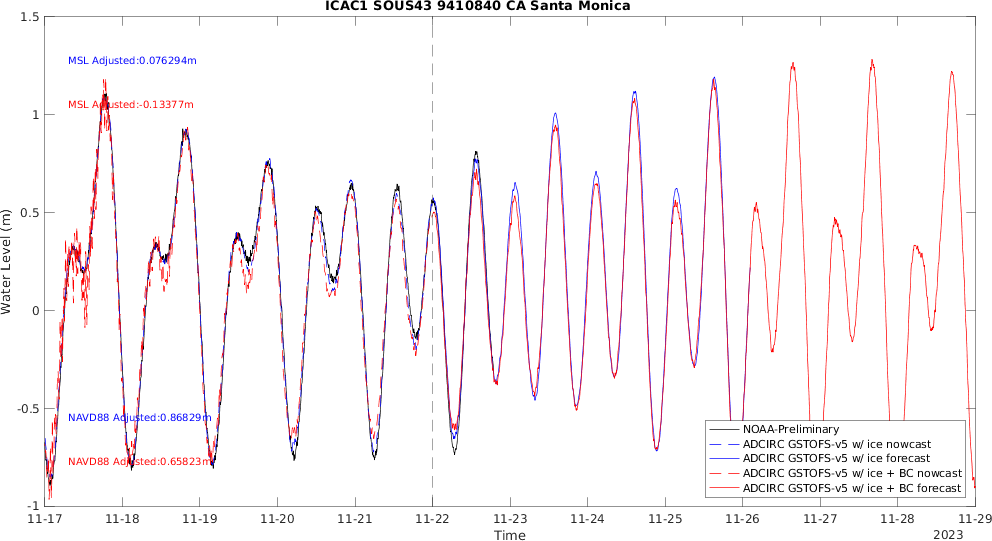 ICAC1 SOUS43 9410840 CA Santa Monica
1.5
MSL Adjusted:0.076294m
MSL Adjusted:-0.13377m
1
0.5
Water Level (m)
0
-0.5
NAVD88 Adjusted:0.86829m
NAVD88 Adjusted:0.65823m
NOAA-Preliminary
ADCIRC GSTOFS-v5 w/ ice nowcast
ADCIRC GSTOFS-v5 w/ ice forecast
ADCIRC GSTOFS-v5 w/ ice + BC nowcast
ADCIRC GSTOFS-v5 w/ ice + BC forecast
-1
11-17 11-18 11-19 11-20 11-21 11-22 11-23 11-24 11-25 11-26 11-27 11-28 11-29
Time
2023